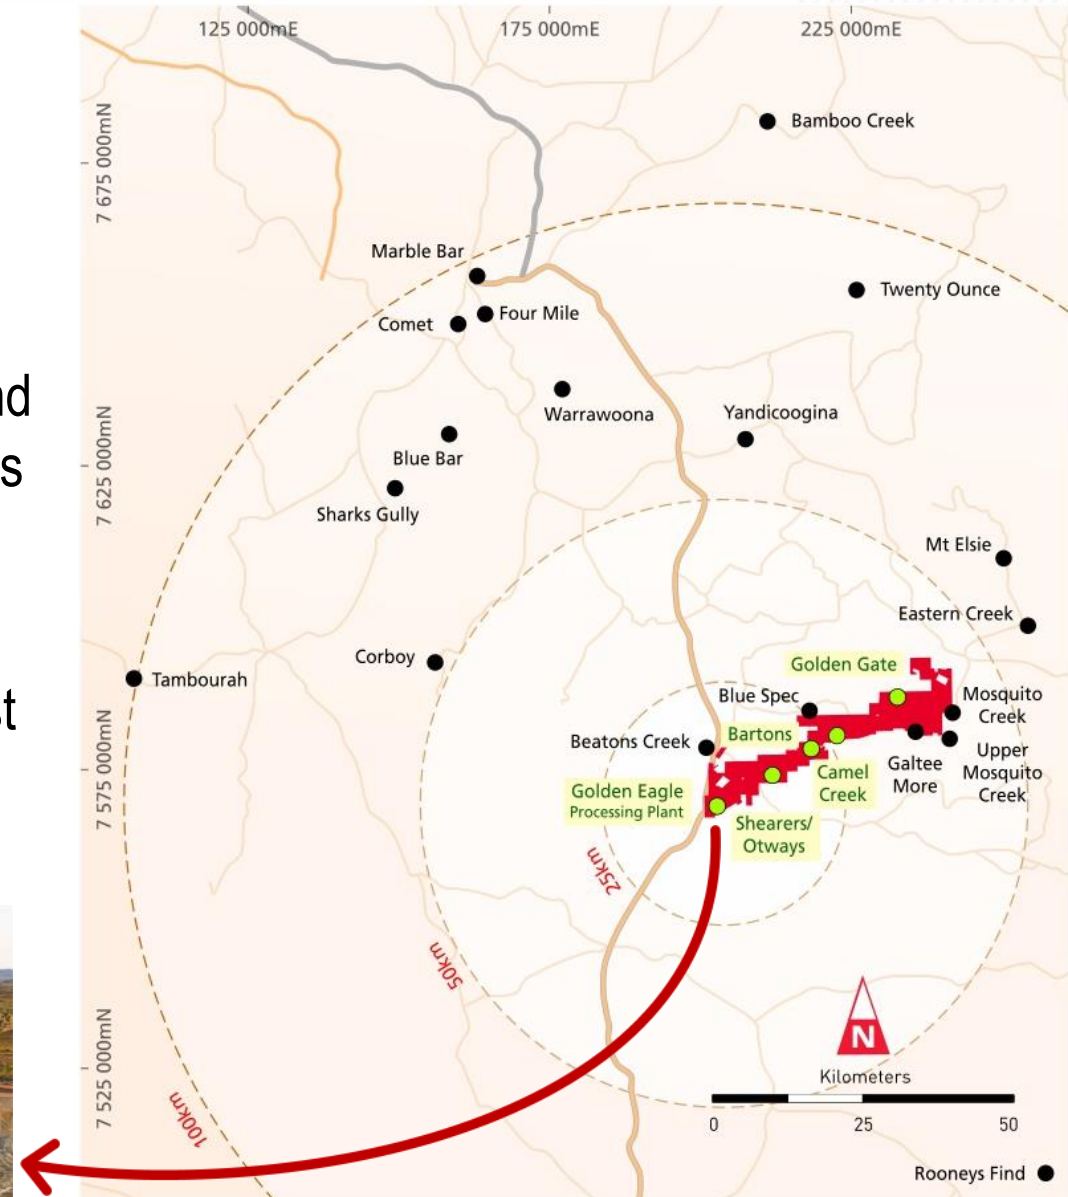 125 000mE
175 000mE
225 000mE
7 675 000mN
Bamboo Creek
Marble Bar
Twenty Ounce
Four Mile
Comet
Warrawoona
Yandicoogina
Blue Bar
7 625 000mN
Sharks Gully
Mt Elsie
Eastern Creek
Corboy
Golden Gate
Tambourah
Blue Spec
Mosquito
Creek
Bartons
Beatons Creek
Galtee
More
Upper
Mosquito
Creek
Camel
Creek
7 575 000mN
Golden Eagle
Processing Plant
Shearers/
Otways
25km
50km
N
Kilometers
0
25
50
7 525 000mN
100km
Rooneys Find